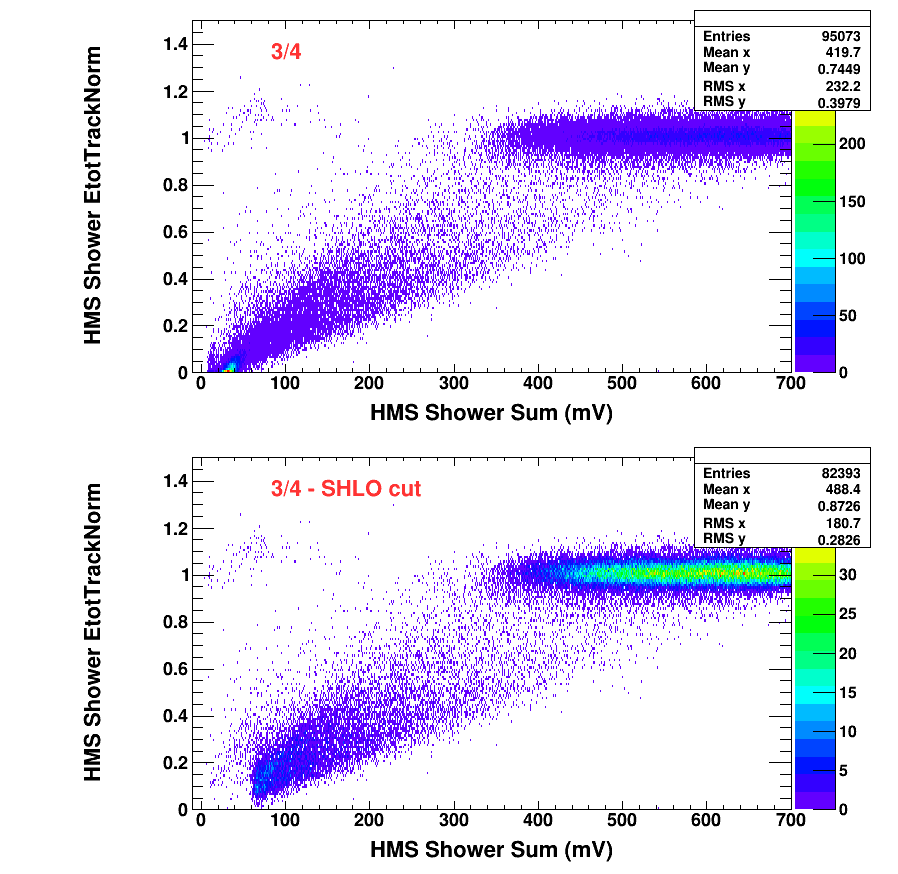 3/4
Entries 95073
Mean x 419.7
Mean y 0.7449
RMS x 232.2
RMS y 0.3979
HMS Shower EtotTrackNorm
1.4
1.2
1
0.8
0.6
0.4
0.2
0
200
150
100
50
0
0 100 200 300 400 500 600 700
HMS Shower Sum (mV)
3/4 - SHLO cut
Entries 82393
Mean x 488.4
Mean y 0.8726
RMS x 180.7
RMS y 0.2826
HMS Shower EtotTrackNorm
1.4
1.2
1
0.8
0.6
0.4
0.2
0
30
25
20
15
10
5
0
0 100 200 300 400 500 600 700
HMS Shower Sum (mV)